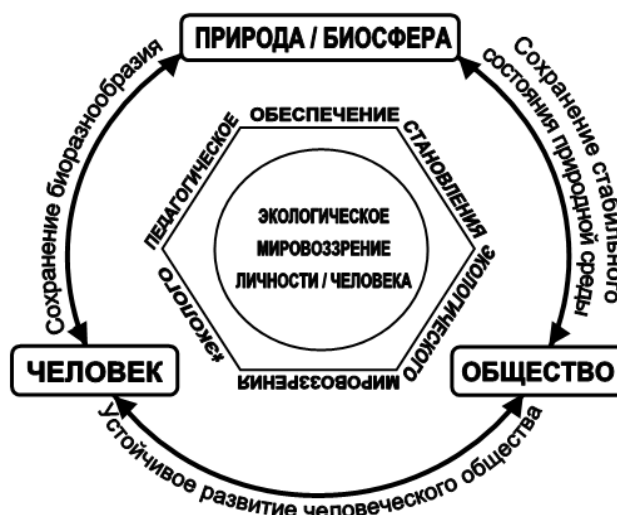 ПРИРОДА / БИОСФЕРА
Сохранение биоразнообразия
Сохранение стабильного
состояния природной среды
#ЭКОЛОГО
ПЕДАГОГИЧЕСКОЕ
ОБЕСПЕЧЕНИЕ
СТАНОВЛЕНИЯ
ЭКОЛОГИЧЕСКОГО
МИРОВОЗЗРЕНИЯ
ЭКОЛОГИЧЕСКОЕ
МИРОВОЗЗРЕНИЕ
ЛИЧНОСТИ / ЧЕЛОВЕКА
ЧЕЛОВЕК
ОБЩЕСТВО
Устойчивое развитие человеческого общества